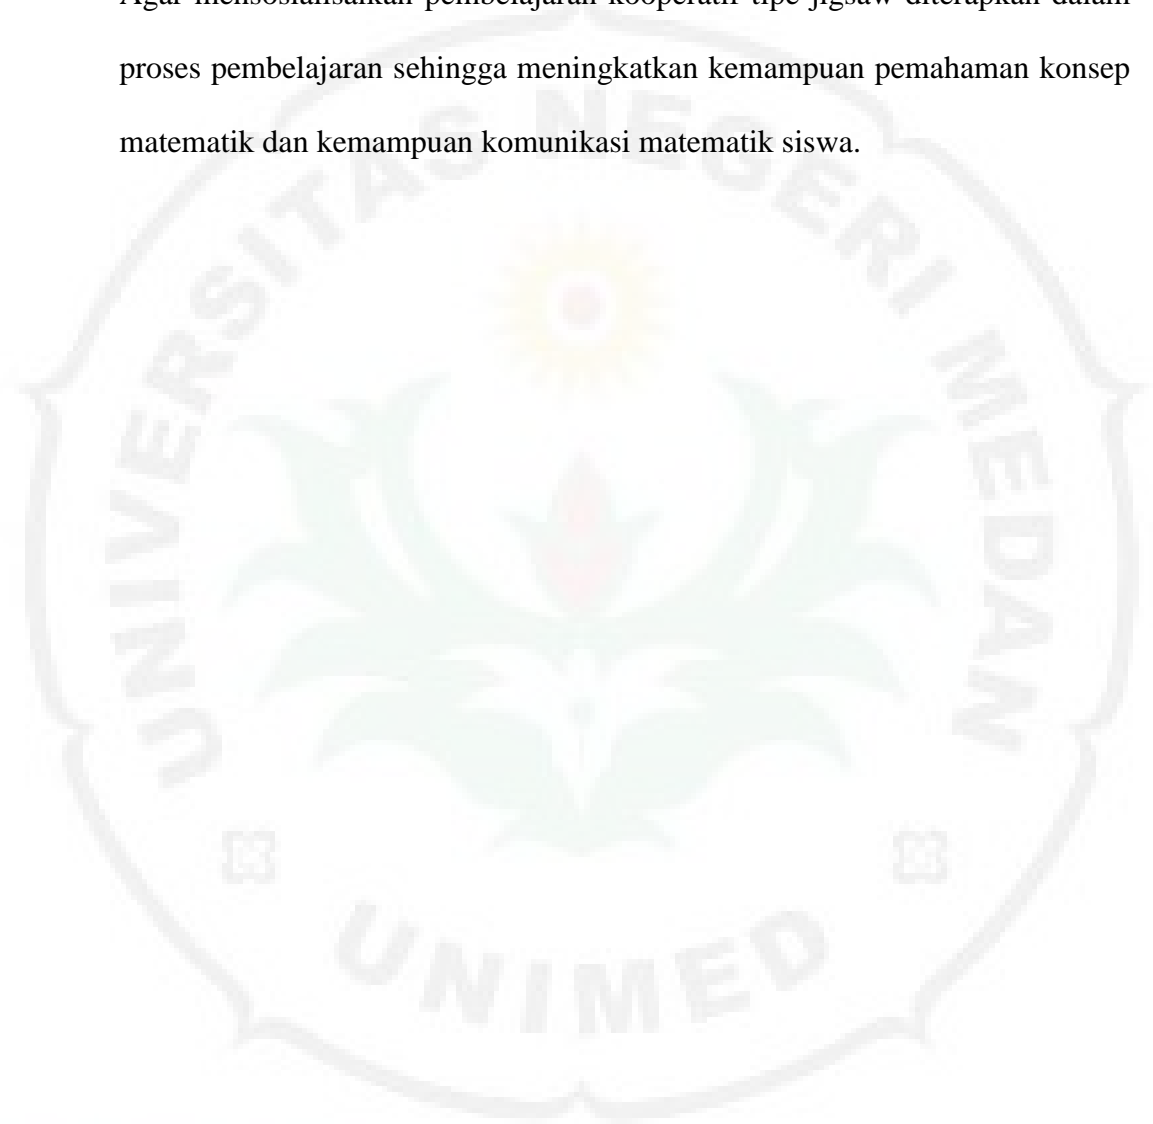 Agar mensosialisaikan pembelajaran kooperatif tipe jigsaw diterapkan dalam
proses pembelajaran sehingga meningkatkan kemampuan pemahaman konsep
matematik dan kemampuan komunikasi matematik siswa.
UNIVERSITAS NEGERI MEDAN
UNIMED